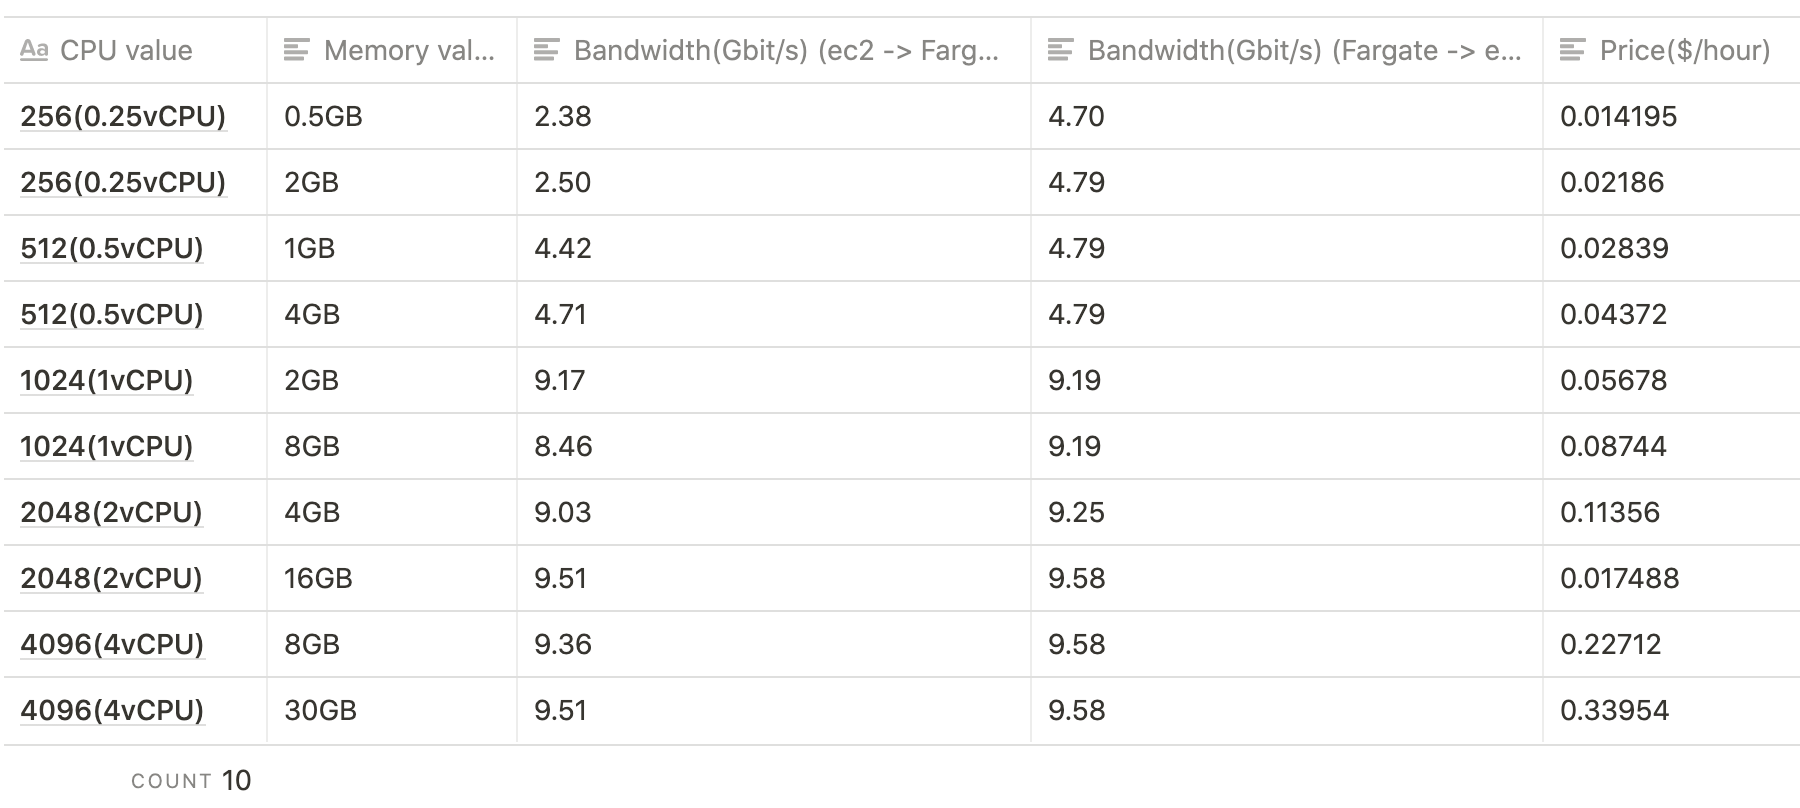 Aa CPU value Memory val... Bandwidth(Gbit/s) (ec2 -> Farg... Bandwidth(Gbit/s) (Fargate -> e... Price($/hour)
256(0.25vCPU) 0.5GB 2.38 4.70 0.014195
256(0.25vCPU) 2GB 2.50 4.79 0.02186
512(0.5vCPU) 1GB 4.42 4.79 0.02839
512(0.5vCPU) 4GB 4.71 4.79 0.04372
1024(1vCPU) 2GB 9.17 9.19 0.05678
1024(1vCPU) 8GB 8.46 9.19 0.08744
2048(2vCPU) 4GB 9.03 9.25 0.11356
2048(2vCPU) 16GB 9.51 9.58 0.017488
4096(4vCPU) 8GB 9.36 9.58 0.22712
4096(4vCPU) 30GB 9.51 9.58 0.33954
COUNT 10